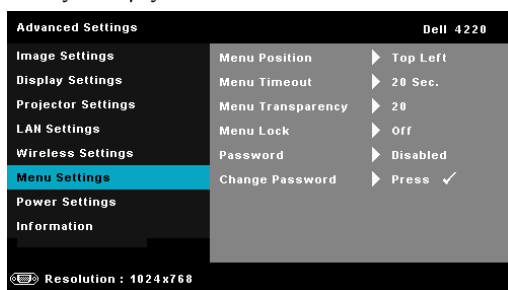 Advanced Settings Dell 4220
Image Settings Menu Position Top Left
Display Settings Menu Timeout 20 Sec.
Projector Settings Menu Transparency 20
LAN Settings Menu Lock Off
Wireless Settings Password Disabled
Menu Settings Change Password Press ✓
Power Settings
Information
Resolution : 1024x768